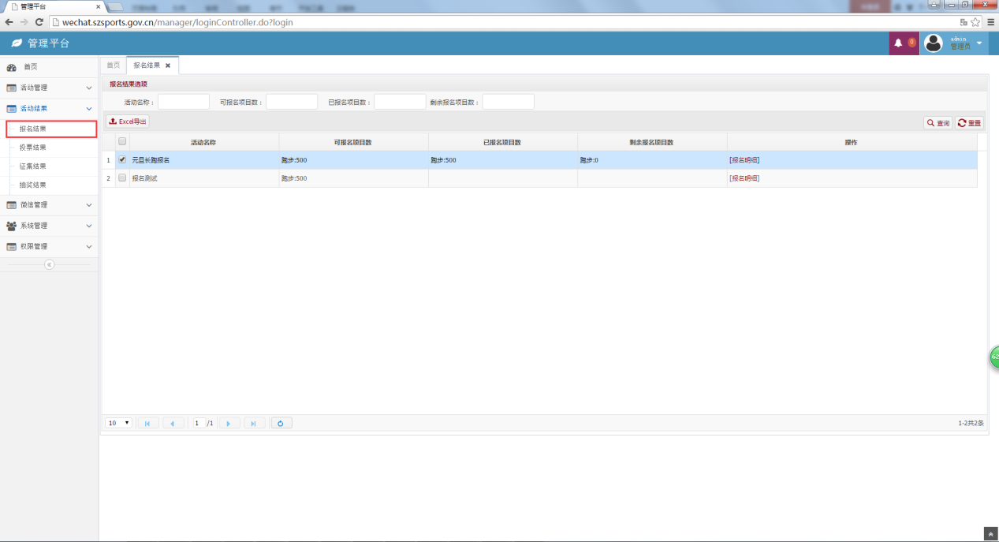 管理平台
wechat.szsports.gov.cn/manager/loginController.do?login
管理平台
0
admin
管理员
首页
活动管理
活动结果
报名结果
投票结果
征集结果
抽奖结果
微信管理
系统管理
权限管理
首页 报名结果
报名结果选项
活动名称： 可报名项目数： 已报名项目数： 剩余报名项目数：
Excel导出 查询 重置
活动名称 可报名项目数 已报名项目数 剩余报名项目数 操作
1 元旦长跑报名 跑步:500 跑步:500 跑步:0 [报名明细]
2 报名测试 跑步:500 [报名明细]
62
10 1 /1 1-2共2条